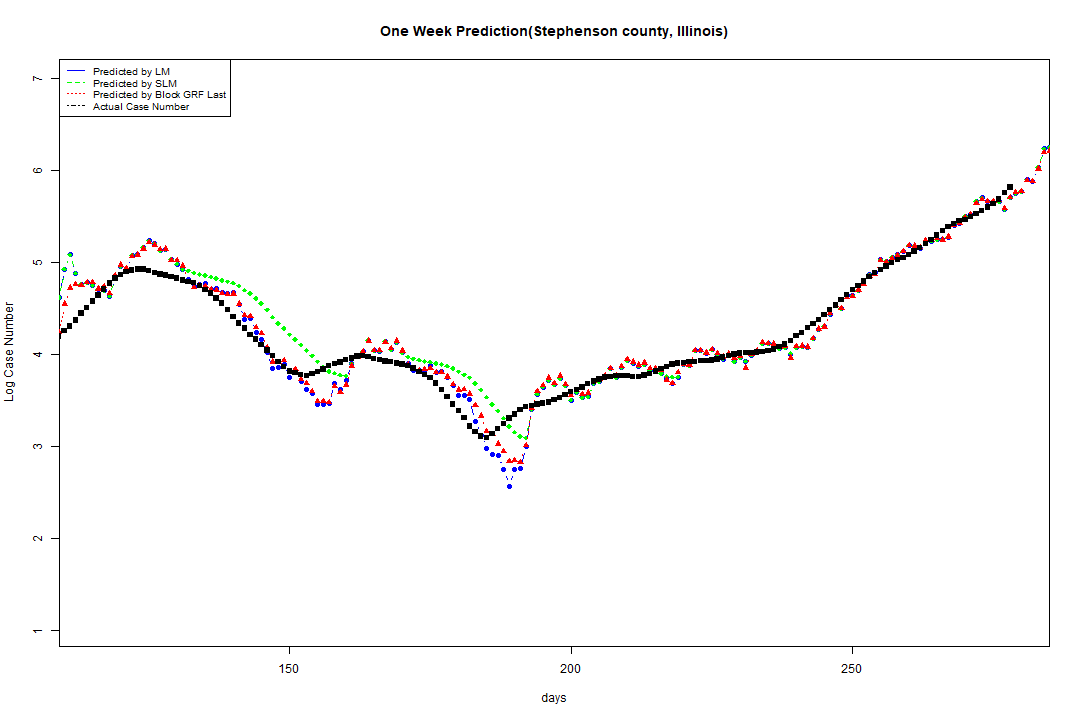 One Week Prediction(Stephenson county, Illinois)
Predicted by LM
Predicted by SLM
Predicted by Block GRF Last
Actual Case Number
Log Case Number
7
6
5
4
3
2
1
150
200
250
days